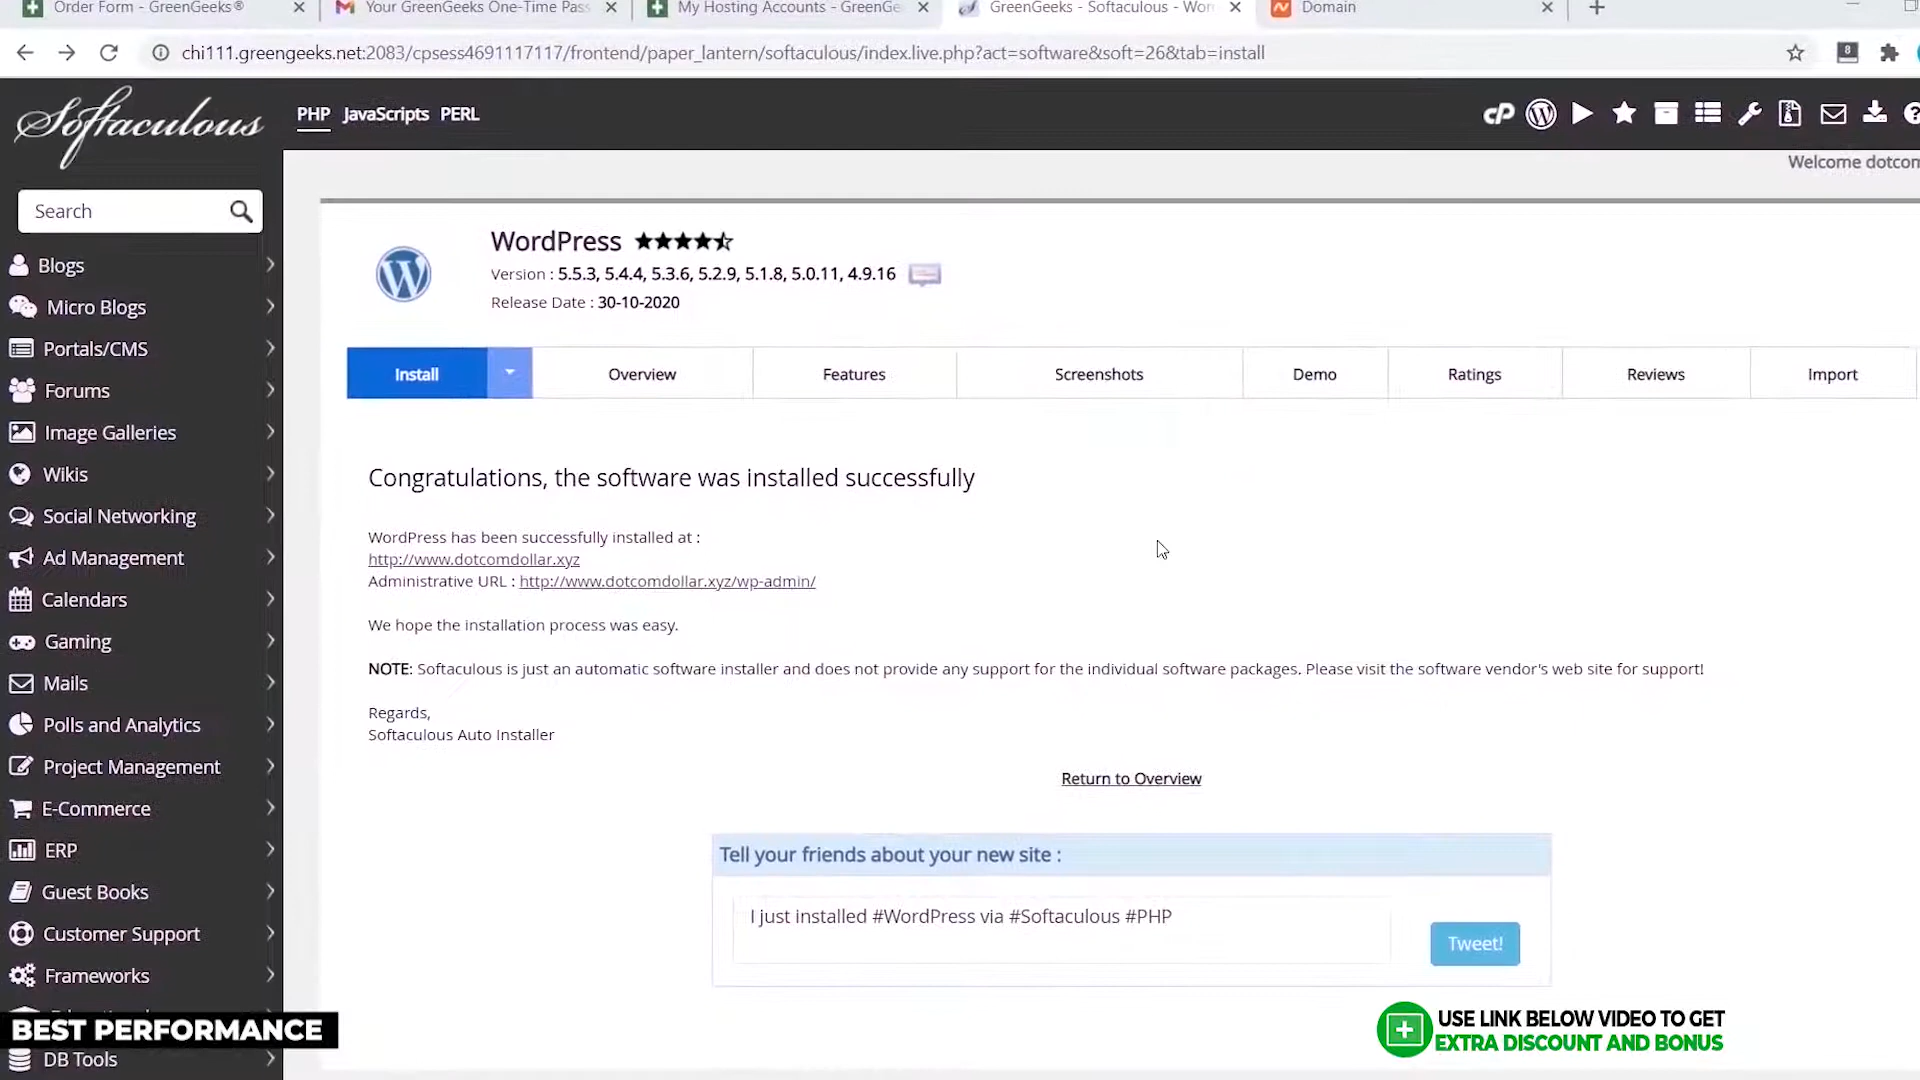 Order Form - GreenGeeks®
Your GreenGeeks One-Time Pass
My Hosting Accounts - GreenGe
GreenGeeks - Softaculous - Wor
Domain
chi111.greengeeks.net:2083/cpsess4691117117/frontend/paper_lantern/softaculous/index.live.php?act=software&soft=26&tab=install
Softaculous
PHP JavaScripts PERL
Welcome dotcom
Search
Blogs
Micro Blogs
Portals/CMS
Forums
Image Galleries
Wikis
Social Networking
Ad Management
Calendars
Gaming
Mails
Polls and Analytics
Project Management
E-Commerce
ERP
Guest Books
Customer Support
Frameworks
DB Tools
WordPress
Version : 5.5.3, 5.4.4, 5.3.6, 5.2.9, 5.1.8, 5.0.11, 4.9.16
Release Date : 30-10-2020
Install Overview Features Screenshots Demo Ratings Reviews Import
Congratulations, the software was installed successfully
WordPress has been successfully installed at :
http://www.dotcomdollar.xyz
Administrative URL : http://www.dotcomdollar.xyz/wp-admin/
We hope the installation process was easy.
NOTE: Softaculous is just an automatic software installer and does not provide any support for the individual software packages. Please visit the software vendor's web site for support!
Regards,
Softaculous Auto Installer
Return to Overview
Tell your friends about your new site :
I just installed #WordPress via #Softaculous #PHP
Tweet!
BEST PERFORMANCE
USE LINK BELOW VIDEO TO GET
EXTRA DISCOUNT AND BONUS